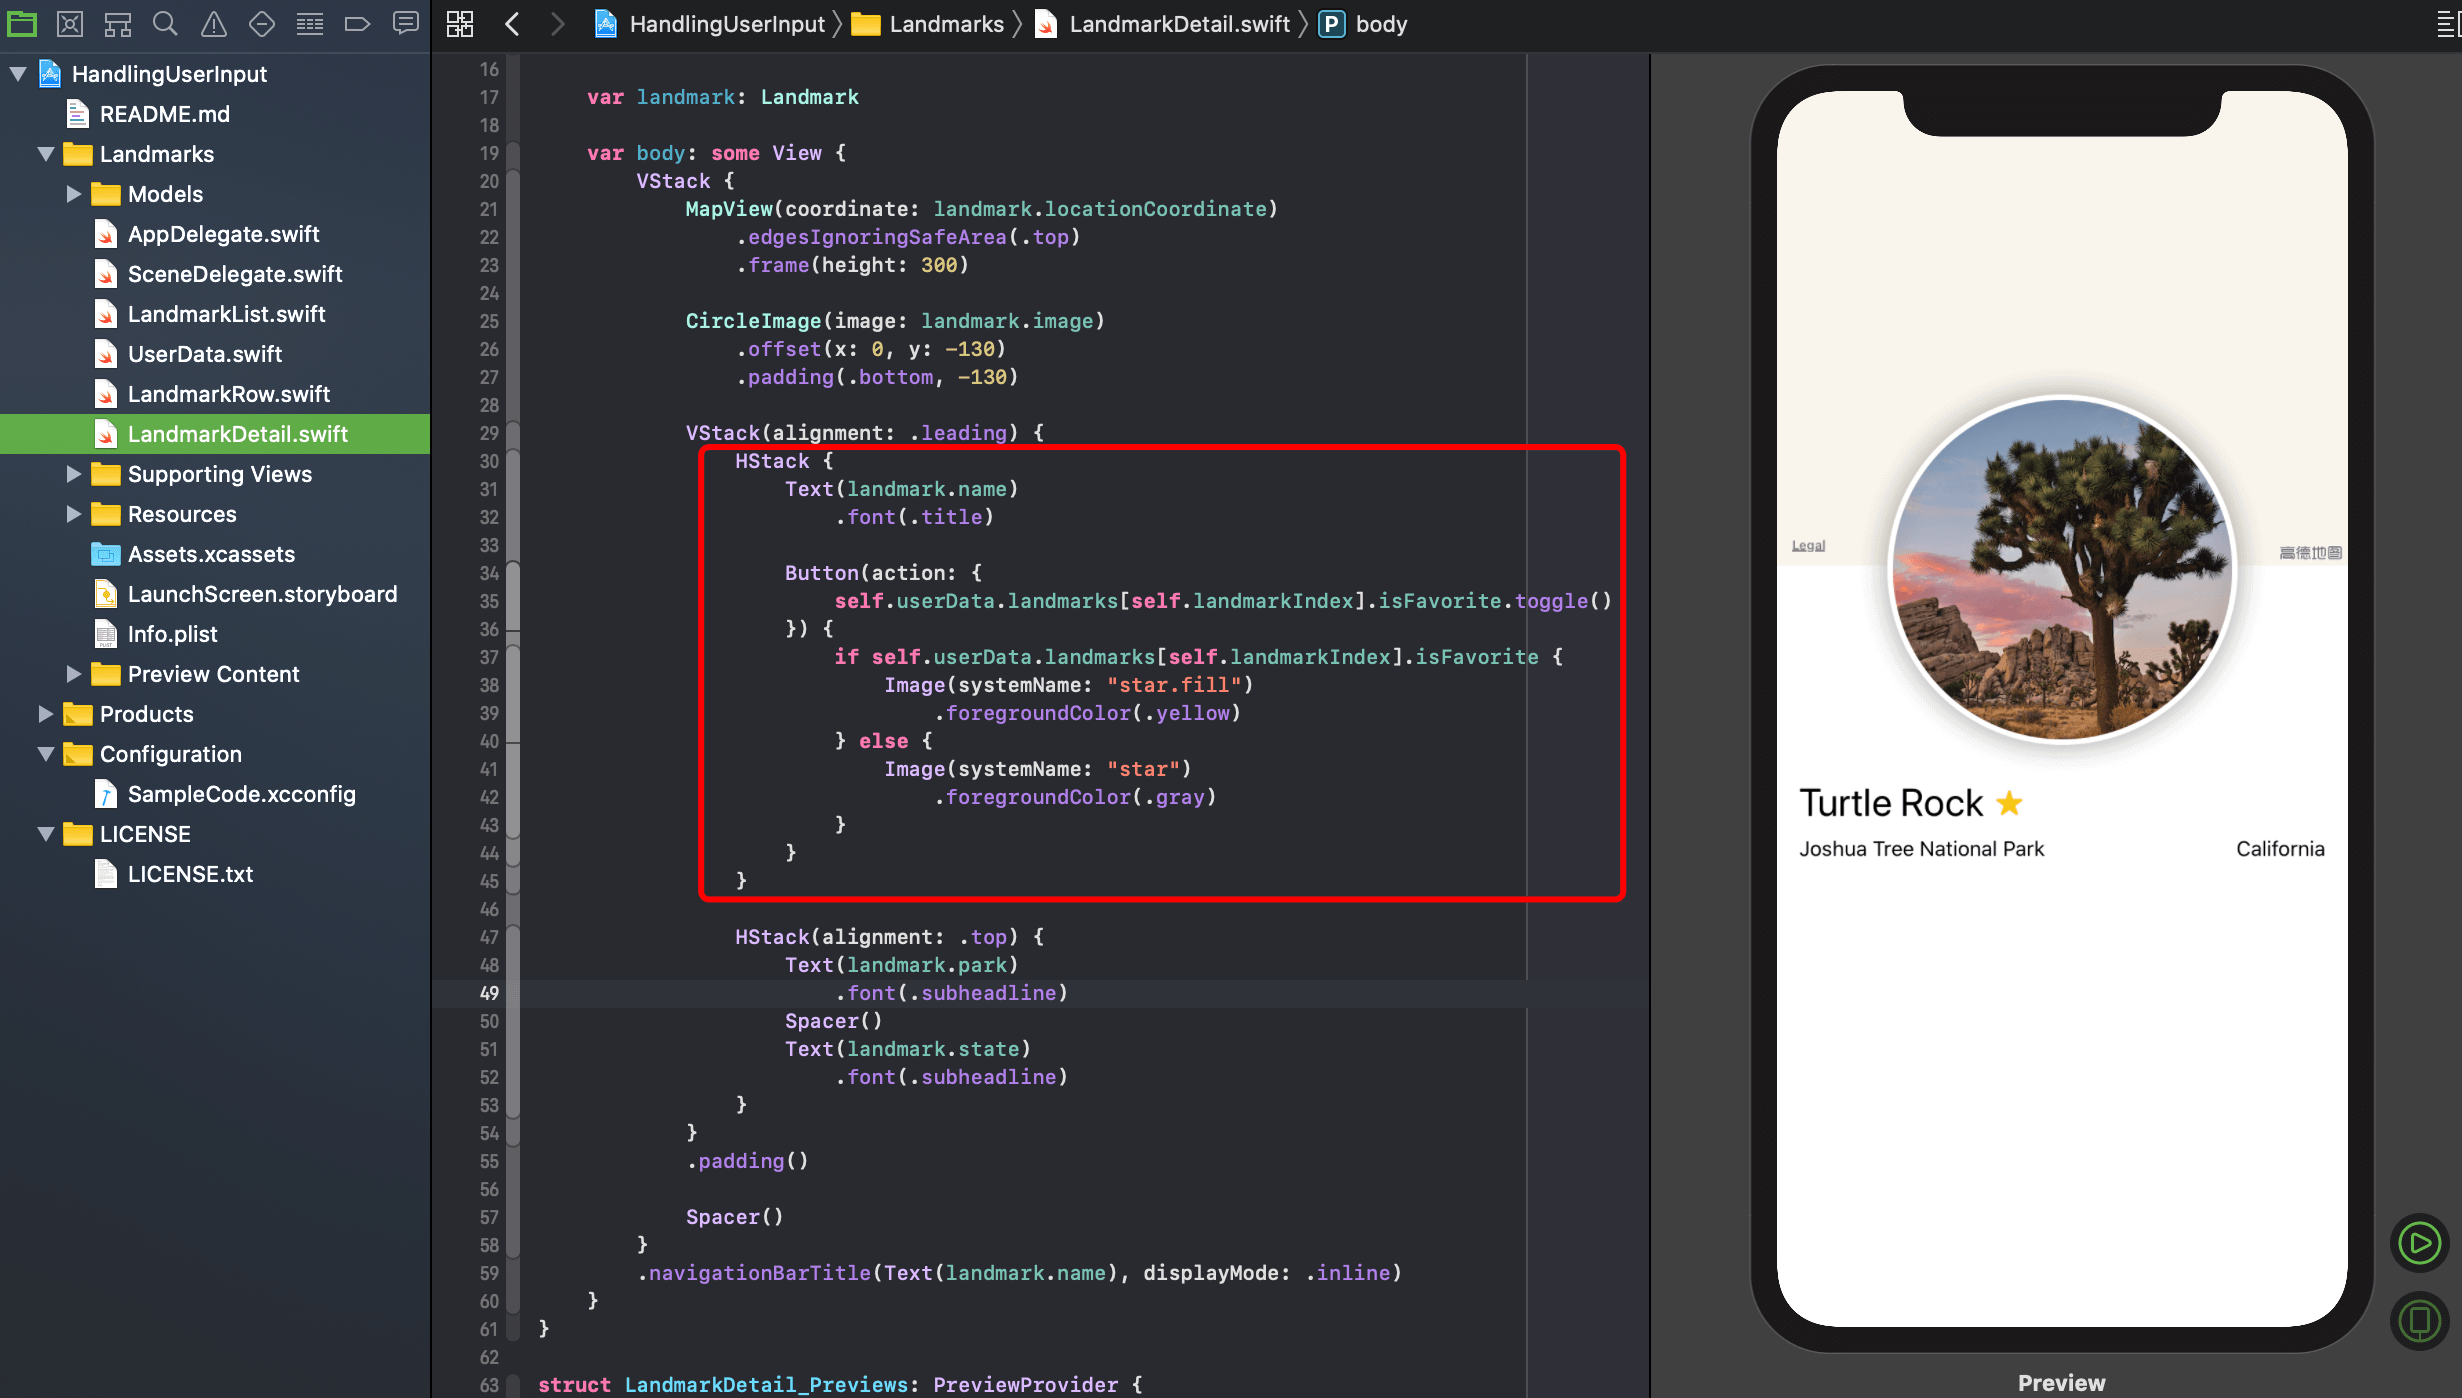 HandlingUserInput
README.md
Landmarks
Models
AppDelegate.swift
SceneDelegate.swift
LandmarkList.swift
UserData.swift
LandmarkRow.swift
LandmarkDetail.swift
Supporting Views
Resources
Assets.xcassets
LaunchScreen.storyboard
Info.plist
Preview Content
Products
Configuration
SampleCode.xcconfig
LICENSE
LICENSE.txt
HandlingUserInput 〉 Landmarks 〉 LandmarkDetail.swift 〉 P body
16
17 var landmark: Landmark
18
19 var body: some View {
20 VStack {
21 MapView(coordinate: landmark.locationCoordinate)
22 .edgesIgnoringSafeArea(.top)
23 .frame(height: 300)
24
25 CircleImage(image: landmark.image)
26 .offset(x: 0, y: -130)
27 .padding(.bottom, -130)
28
29 VStack(alignment: .leading) {
30 HStack {
31 Text(landmark.name)
32 .font(.title)
33
34 Button(action: {
35 self.userData.landmarks[self.landmarkIndex].isFavorite.toggle()
36 }) {
37 if self.userData.landmarks[self.landmarkIndex].isFavorite {
38 Image(systemName: "star.fill")
39 .foregroundColor(.yellow)
40 } else {
41 Image(systemName: "star")
42 .foregroundColor(.gray)
43 }
44 }
45 }
46
47 HStack(alignment: .top) {
48 Text(landmark.park)
49 .font(.subheadline)
50 Spacer()
51 Text(landmark.state)
52 .font(.subheadline)
53 }
54 }
55 .padding()
56
57 Spacer()
58 }
59 .navigationBarTitle(Text(landmark.name), displayMode: .inline)
60 }
61 }
62
63 struct LandmarkDetail_Previews: PreviewProvider {
Legal
高德地图
Turtle Rock
Joshua Tree National Park California
Preview